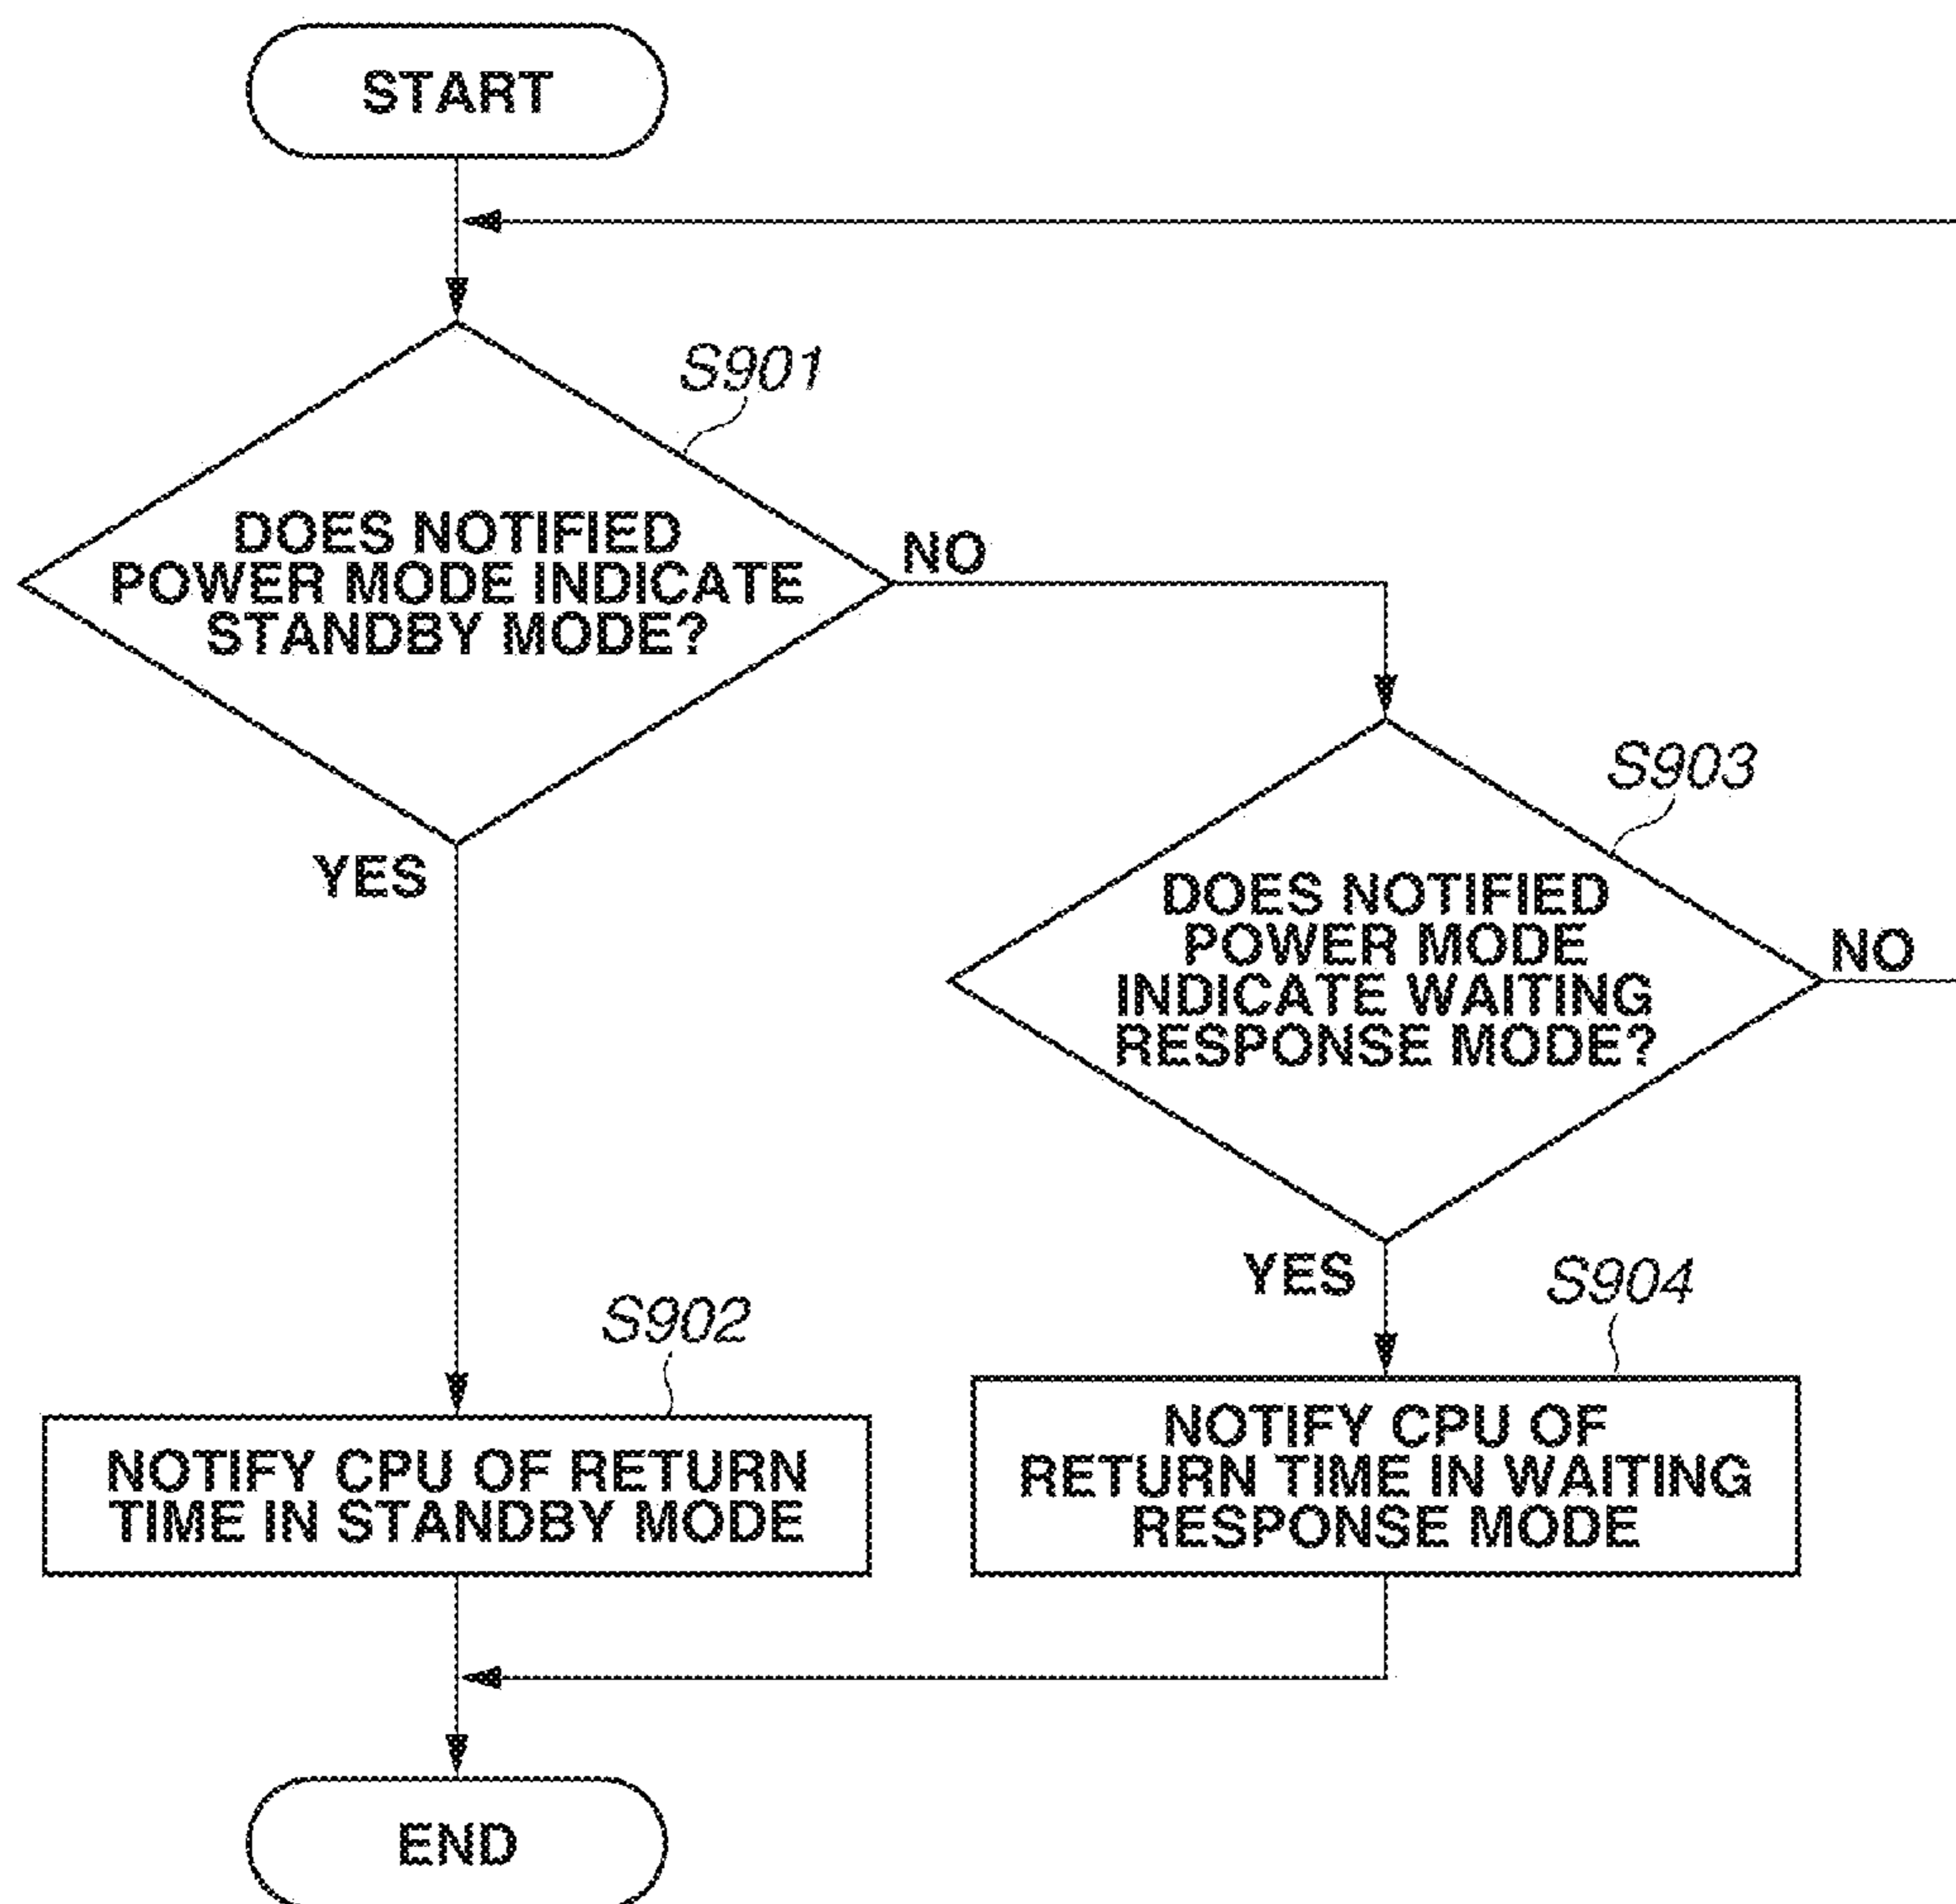 START
S901
DOES NOTIFIED
POWER MODE INDICATE
STANDBY MODE?
NO
YES
S903
DOES NOTIFIED
POWER MODE
INDICATE WAITING
RESPONSE MODE?
NO
YES
S902
NOTIFY CPU OF RETURN
TIME IN STANDBY MODE
S904
NOTIFY CPU OF
RETURN TIME IN WAITING
RESPONSE MODE
END